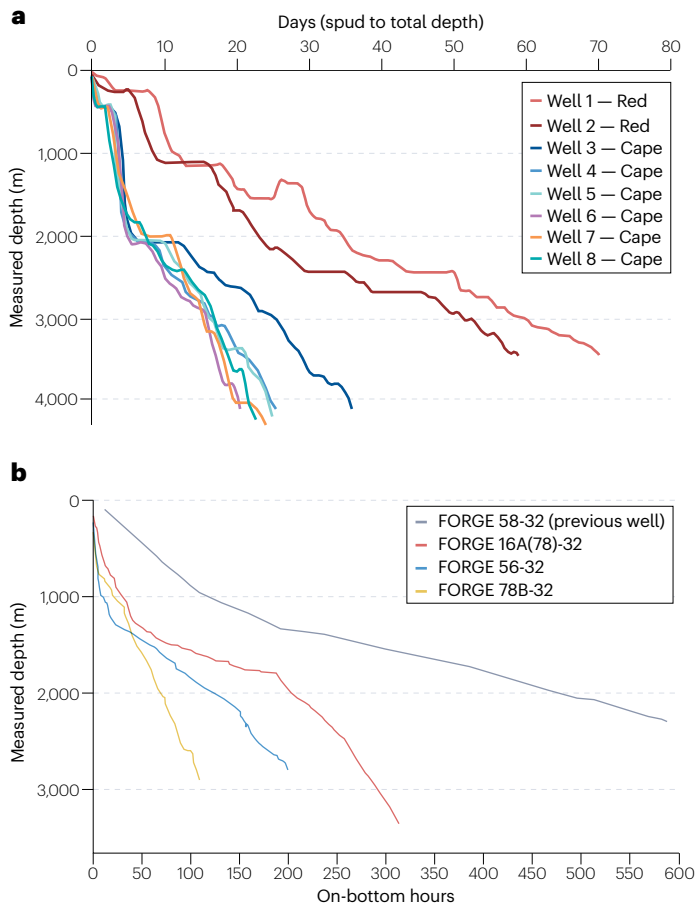 a
Days (spud to total depth)
0 10 20 30 40 50 60 70 80
0
1,000
2,000
3,000
4,000
Measured depth (m)
Well 1 — Red
Well 2 — Red
Well 3 — Cape
Well 4 — Cape
Well 5 — Cape
Well 6 — Cape
Well 7 — Cape
Well 8 — Cape
b
0
1,000
2,000
3,000
Measured depth (m)
FORGE 58-32 (previous well)
FORGE 16A(78)-32
FORGE 56-32
FORGE 78B-32
0 50 100 150 200 250 300 350 400 450 500 550 600
On-bottom hours